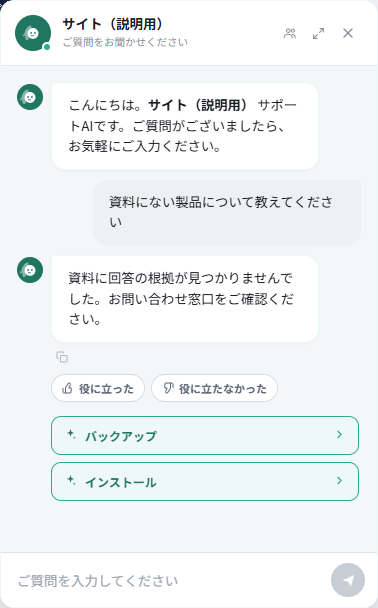 サイト（説明用）
ご質問をお聞かせください
こんにちは。サイト（説明用） サポー
トAIです。ご質問がございましたら、
お気軽にご入力ください。
資料にない製品について教えてくださ
い
資料に回答の根拠が見つかりませんで
した。お問い合わせ窓口をご確認くだ
さい。
役に立った
役に立たなかった
バックアップ
インストール
ご質問を入力してください